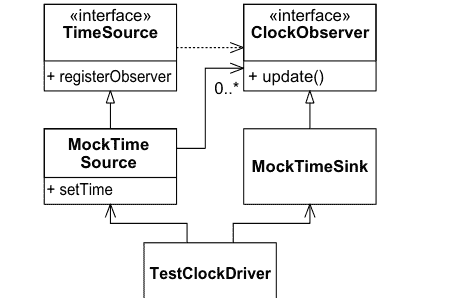 «interface»
TimeSource
+ registerObserver
«interface»
ClockObserver
+ update()
0..*
MockTime
Source
+ setTime
MockTimeSink
TestClockDriver